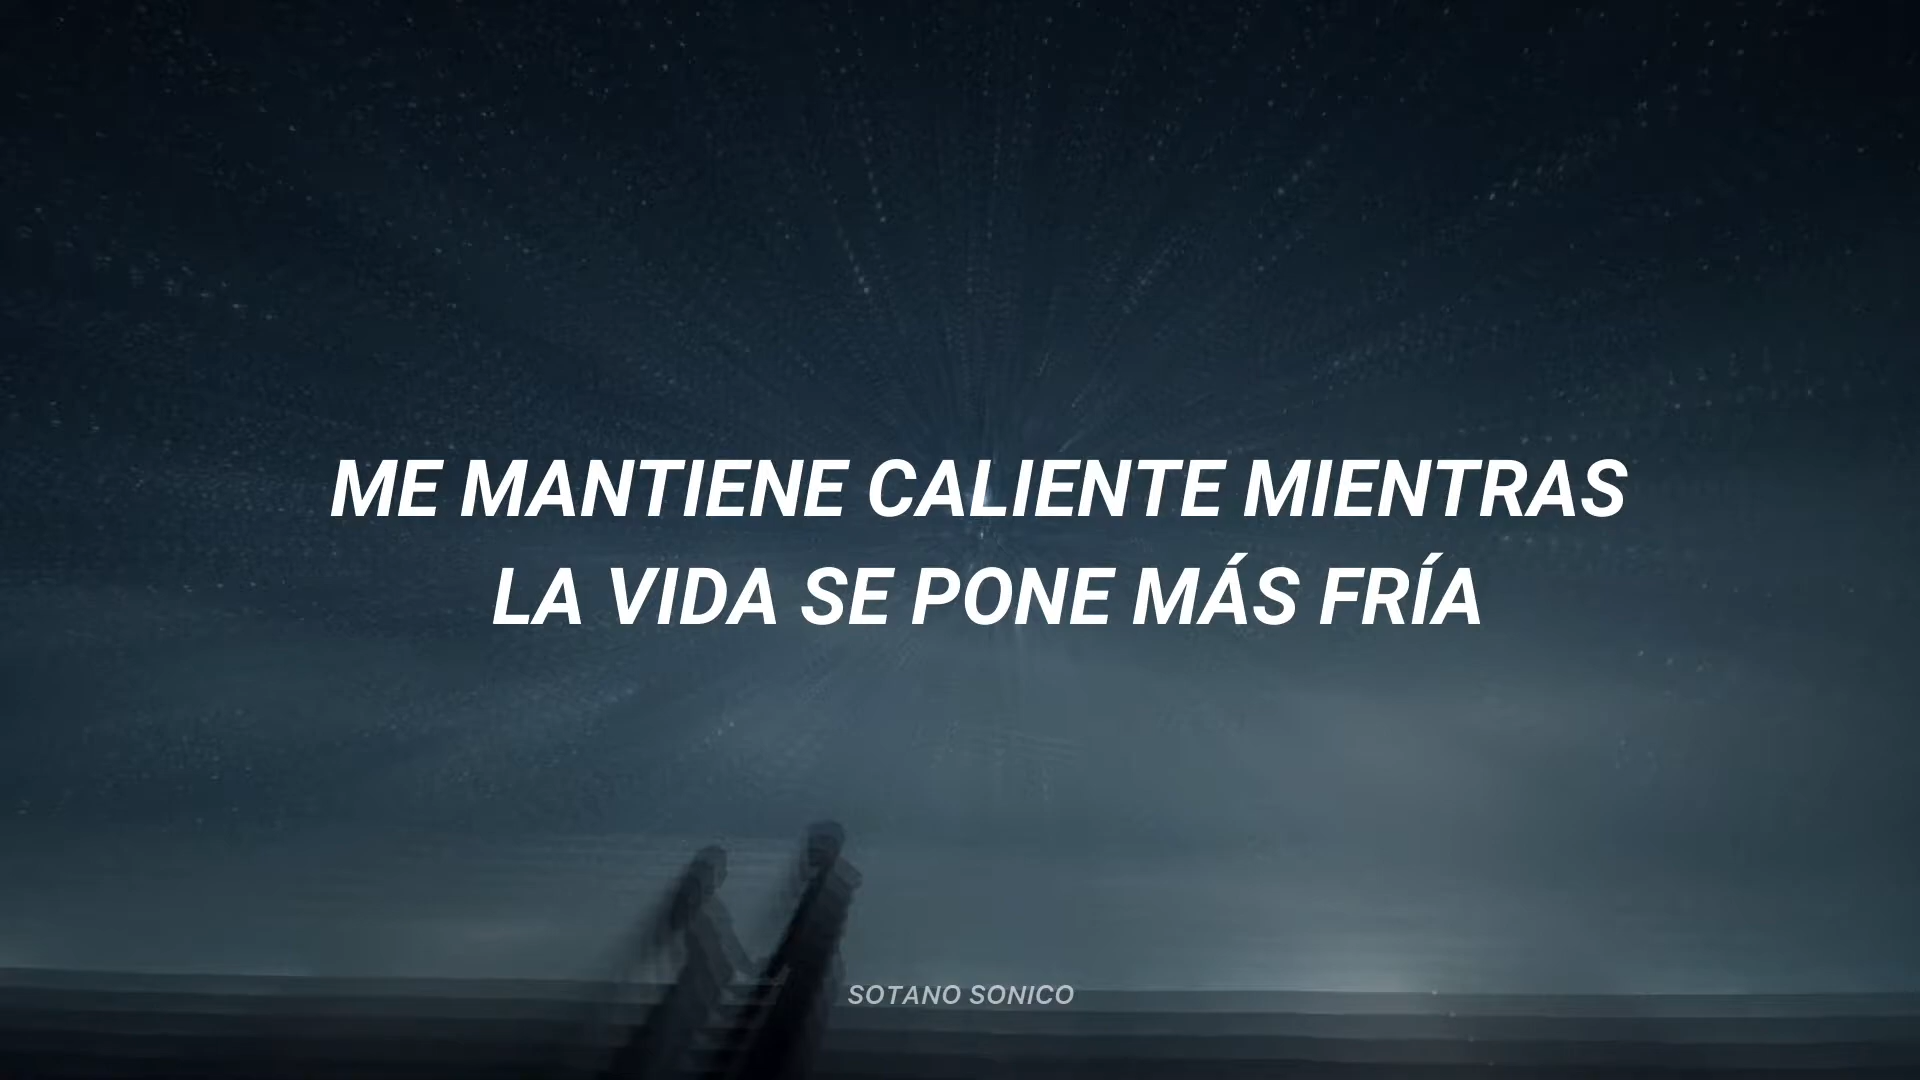 ME MANTIENE CALIENTE MIENTRAS
LA VIDA SE PONE MÁS FRÍA
SOTANO SONICO